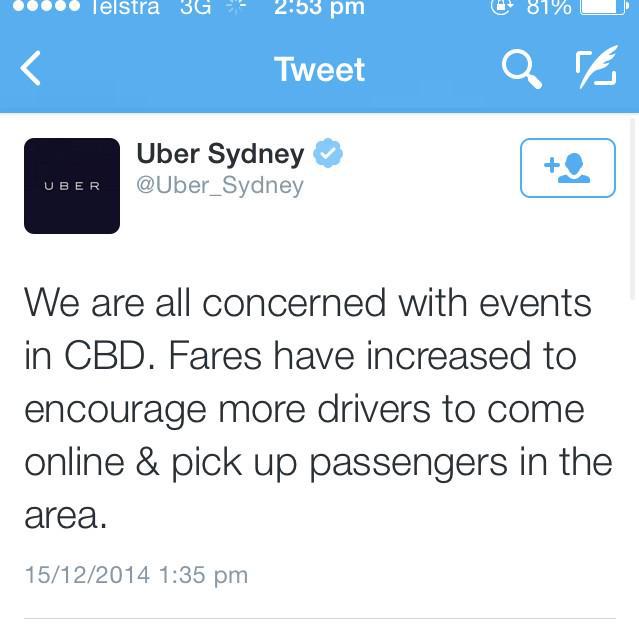 Telstra 3G 2:53 pm 81%
Tweet
UBER
Uber Sydney
@Uber_Sydney
We are all concerned with events
in CBD. Fares have increased to
encourage more drivers to come
online & pick up passengers in the
area.
15/12/2014 1:35 pm